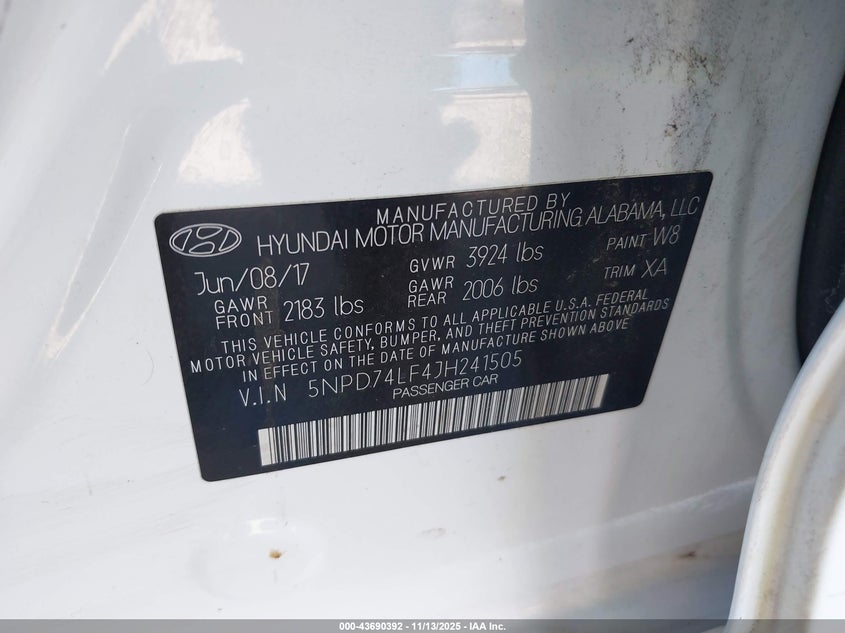 MANUFACTURED BY
HYUNDAI MOTOR MANUFACTURING ALABAMA, LLC
Jun/08/17 GVWR 3924 lbs PAINT W8
GAWR FRONT 2183 lbs GAWR REAR 2006 lbs TRIM XA
THIS VEHICLE CONFORMS TO ALL APPLICABLE U.S.A. FEDERAL
MOTOR VEHICLE SAFETY, BUMPER, AND THEFT PREVENTION STANDARDS
IN EFFECT ON THE DATE OF MANUFACTURE SHOWN ABOVE
V.I.N 5NPD74LF4JH241505
PASSENGER CAR
000-43690392 - 11/13/2025 - IAA Inc.